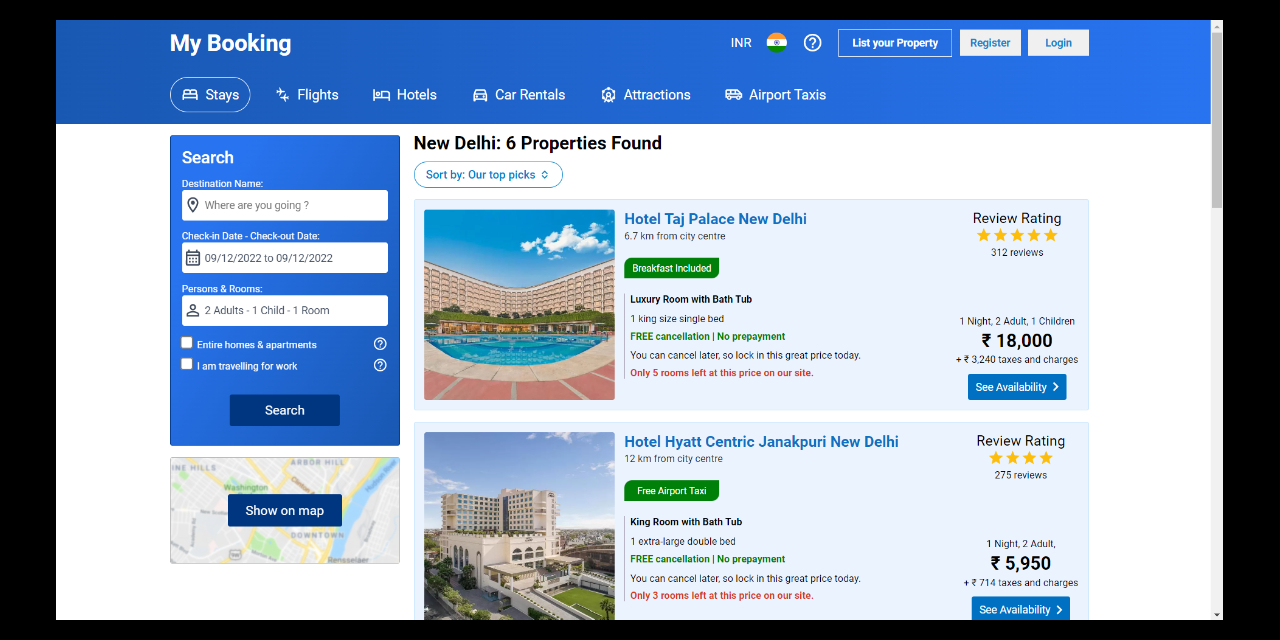 My Booking
INR
List your Property
Register
Login
Stays
Flights
Hotels
Car Rentals
Attractions
Airport Taxis
Search
Destination Name:
Where are you going ?
Check-in Date - Check-out Date:
09/12/2022 to 09/12/2022
Persons & Rooms:
2 Adults - 1 Child - 1 Room
Entire homes & apartments
I am travelling for work
Search
INE HILLS
ARBOR HILL
Washington
Show on map
DOWNTOWN
Rensselaer
New Delhi: 6 Properties Found
Sort by: Our top picks
Hotel Taj Palace New Delhi
6.7 km from city centre
Breakfast Included
Luxury Room with Bath Tub
1 king size single bed
FREE cancellation | No prepayment
You can cancel later, so lock in this great price today.
Only 5 rooms left at this price on our site.
Review Rating
312 reviews
1 Night, 2 Adult, 1 Children
₹ 18,000
+ ₹ 3,240 taxes and charges
See Availability
Hotel Hyatt Centric Janakpuri New Delhi
12 km from city centre
Free Airport Taxi
King Room with Bath Tub
1 extra-large double bed
FREE cancellation | No prepayment
You can cancel later, so lock in this great price today.
Only 3 rooms left at this price on our site.
Review Rating
275 reviews
1 Night, 2 Adult,
₹ 5,950
+ ₹ 714 taxes and charges
See Availability